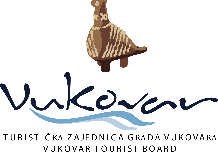 Vukovar
TURISTIČKA ZAJEDNICA GRADA VUKOVARA
VUKOVAR TOURIST BOARD